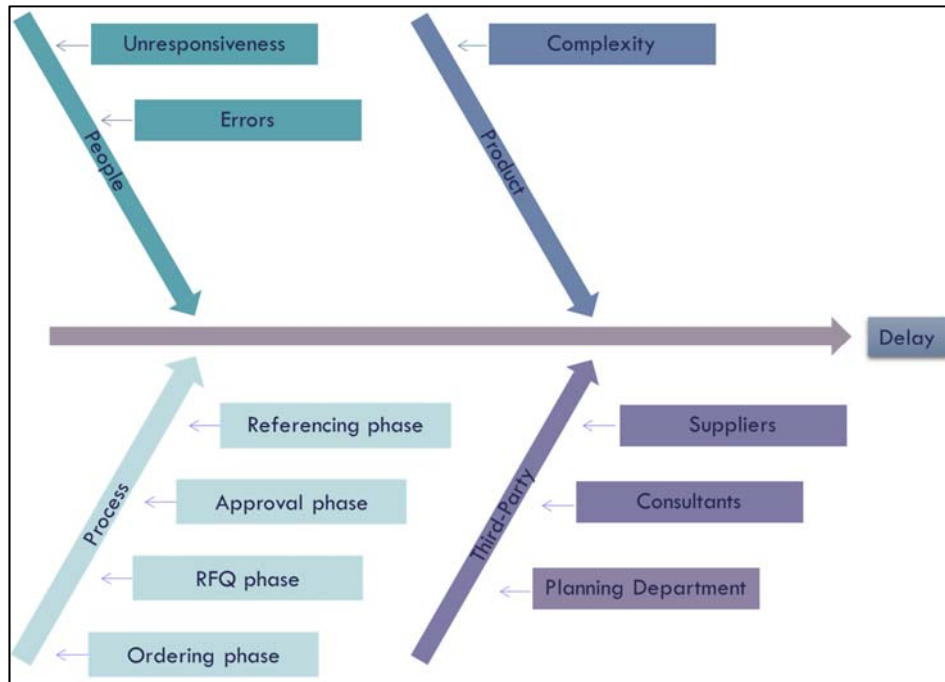 Unresponsiveness
Errors
People
Complexity
Product
Delay
Referencing phase
Approval phase
RFQ phase
Ordering phase
Process
Suppliers
Consultants
Planning Department
Third-Party